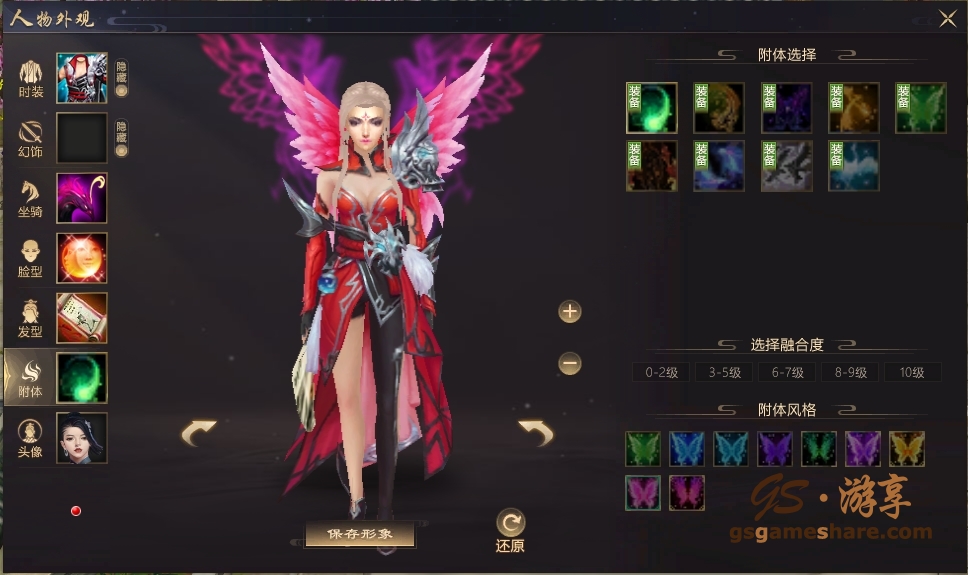 人物外观
时装
隐藏
幻饰
隐藏
坐骑
脸型
发型
附体
头像
保存形象
还原
附体选择
装备
装备
装备
装备
装备
装备
装备
装备
装备
选择融合度
0-2级 3-5级 6-7级 8-9级 10级
附体风格
GS·游享
gsgameshare.com